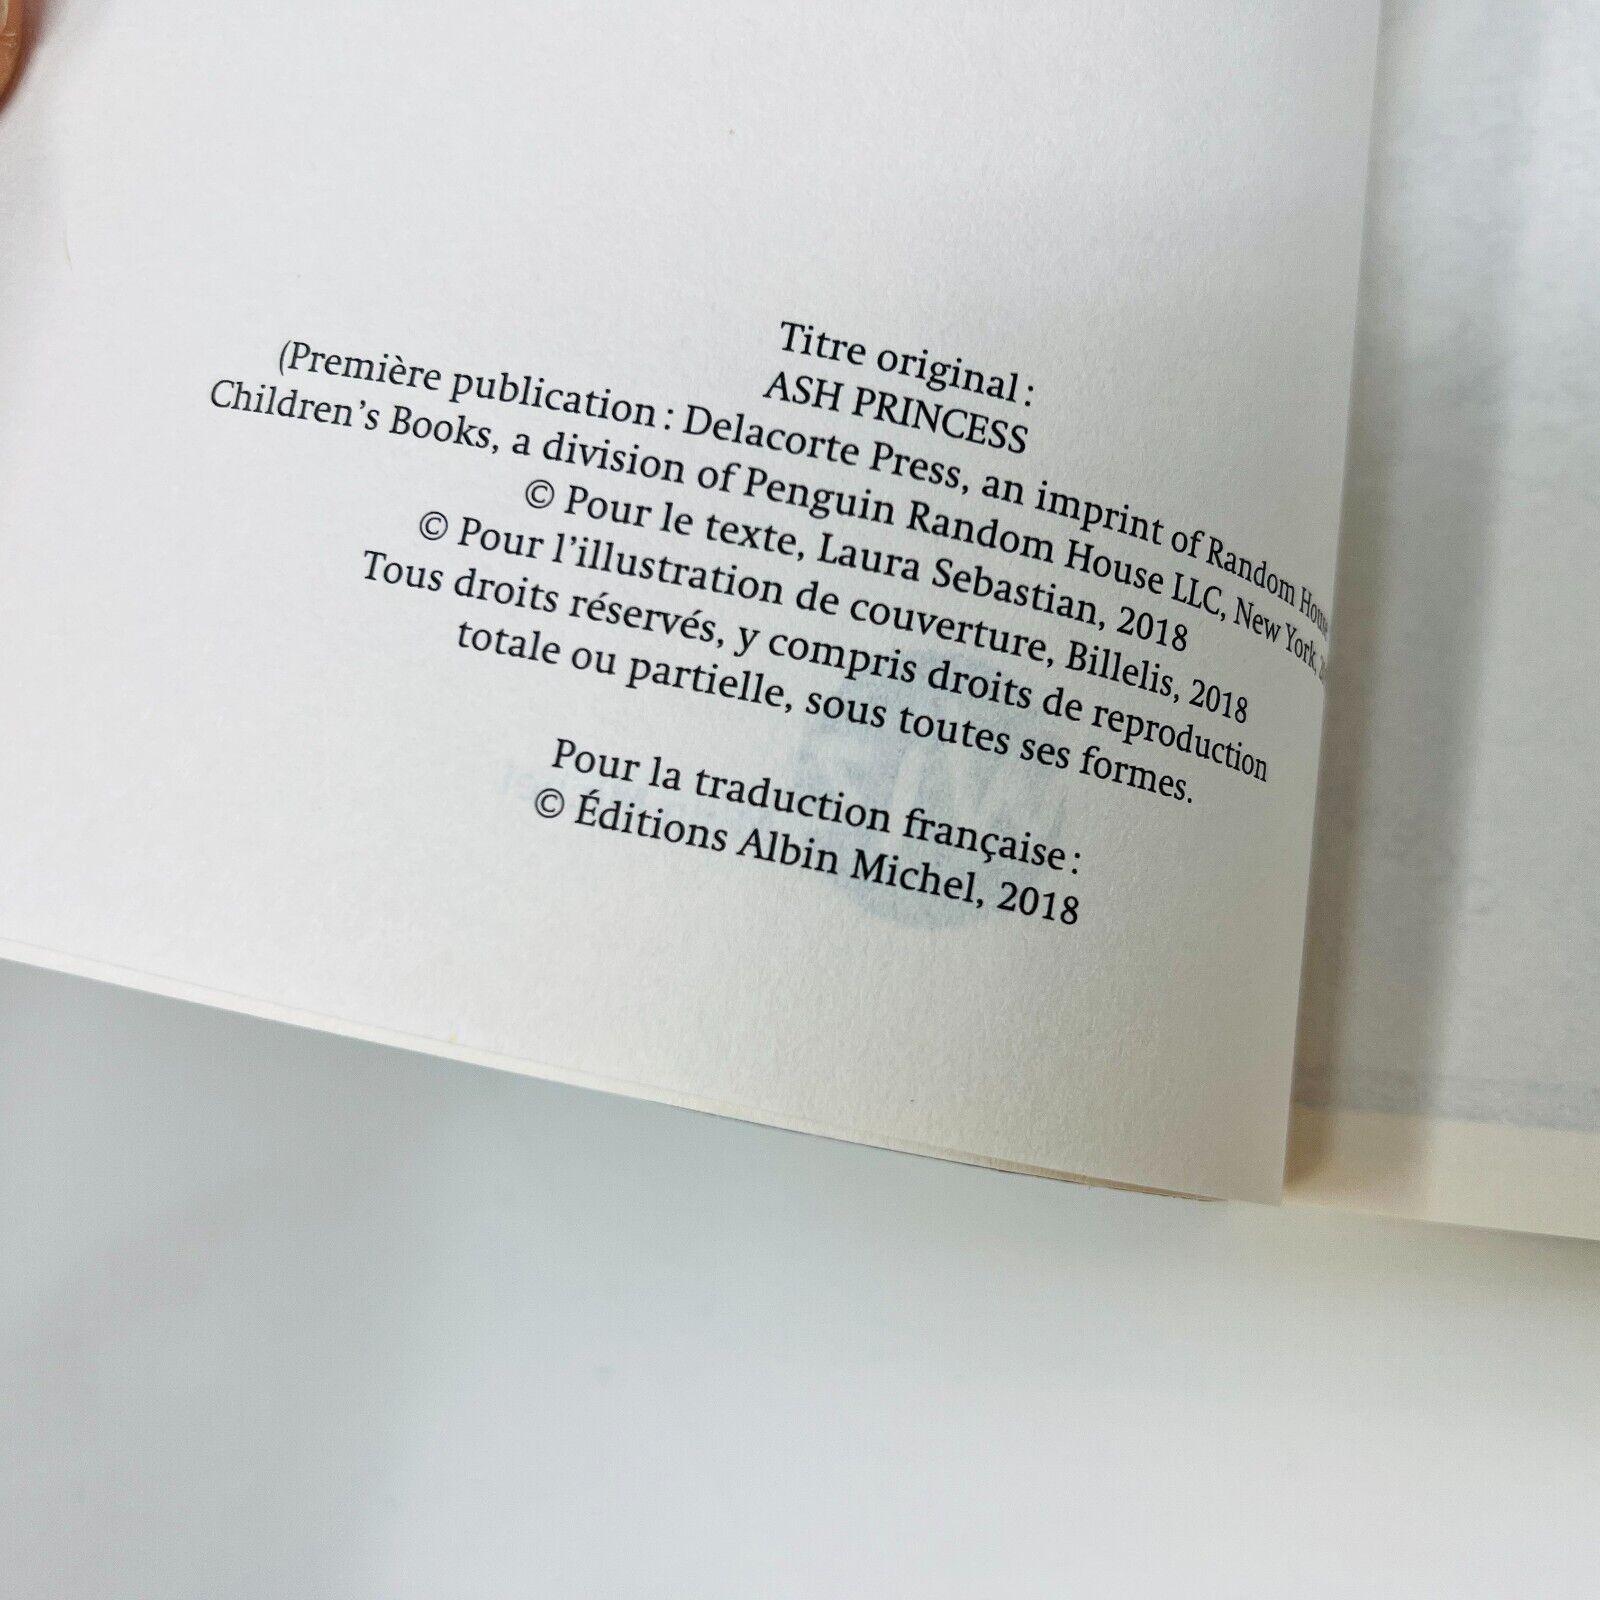 Titre original :
ASH PRINCESS
(Première publication : Delacorte Press, an imprint of Random House
Children's Books, a division of Penguin Random House LLC, New York,
© Pour le texte, Laura Sebastian, 2018
© Pour l'illustration de couverture, Billelis, 2018
Tous droits réservés, y compris droits de reproduction
totale ou partielle, sous toutes ses formes.
Pour la traduction française :
© Éditions Albin Michel, 2018